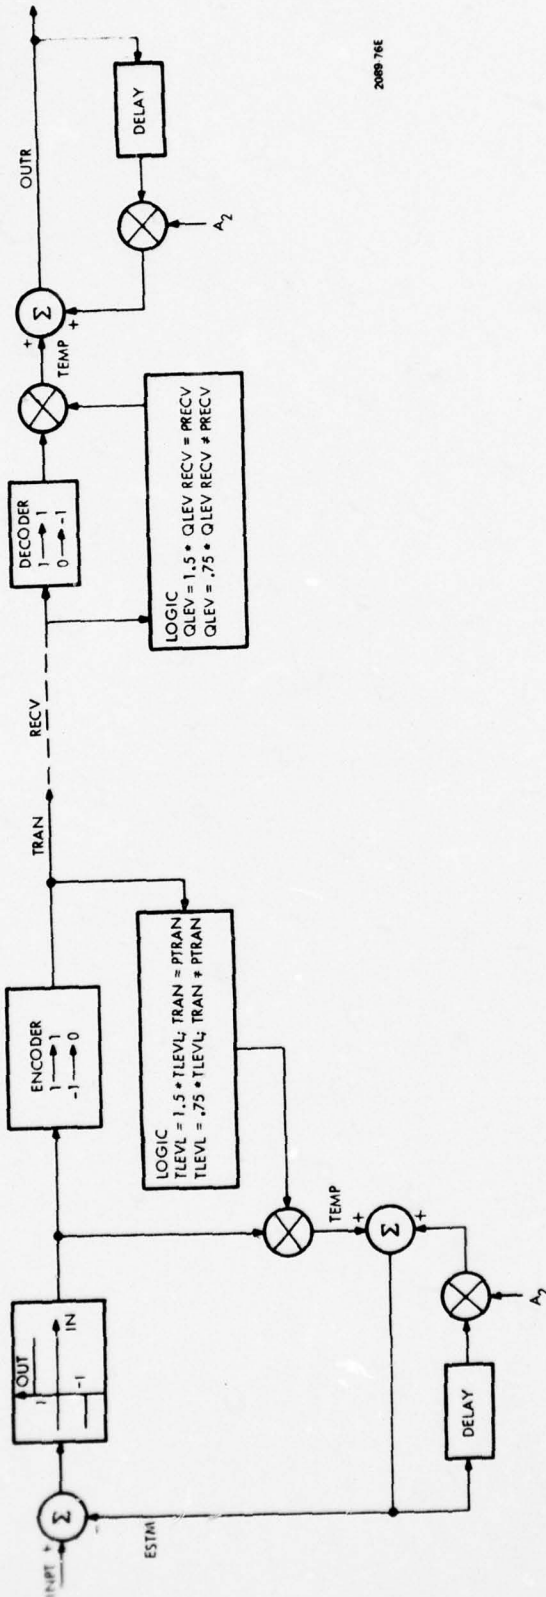 INPT +
Σ
-
ESTM
OUT
1
IN
-1
ENCODER
1 → 1
-1 → 0
TRAN
LOGIC
TLEVL = 1.5 * TLEVL; TRAN = PTRAN
TLEVL = .75 * TLEVL; TRAN ≠ PTRAN
TEMP
+
Σ
+
A2
DELAY
RECV
DECODER
1 → 1
0 → -1
LOGIC
QLEV = 1.5 * QLEV RECV = PRECV
QLEV = .75 * QLEV RECV ≠ PRECV
TEMP
+
Σ
+
OUTR
DELAY
A2
2089-76E